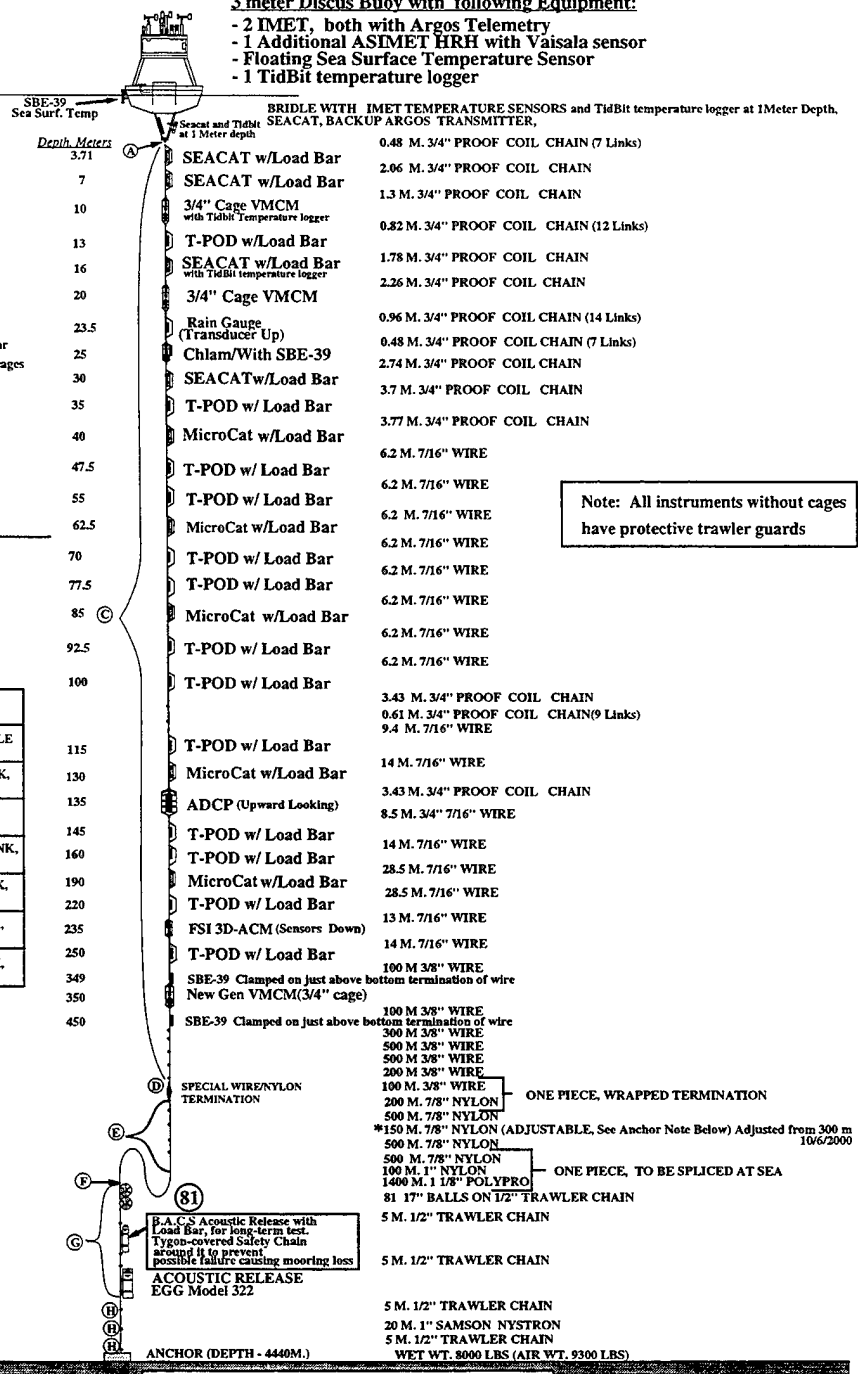 3 meter Discus Buoy with following Equipment:
- 2 IMET, both with Argos Telemetry
- 1 Additional ASIMET HRH with Vaisala sensor
- Floating Sea Surface Temperature Sensor
- 1 TidBit temperature logger
SBE-39
Sea Surf. Temp
Seacat and Tidbit
at 1 Meter depth
BRIDLE WITH IMET TEMPERATURE SENSORS and TidBit temperature logger at 1Meter Depth,
SEACAT, BACKUP ARGOS TRANSMITTER,
Depth, Meters
A
0.48 M. 3/4" PROOF COIL CHAIN (7 Links)
3.71 SEACAT w/Load Bar
2.06 M. 3/4" PROOF COIL CHAIN
7 SEACAT w/Load Bar
1.3 M. 3/4" PROOF COIL CHAIN
10 3/4" Cage VMCM
with Tidbit Temperature logger
0.82 M. 3/4" PROOF COIL CHAIN (12 Links)
13 T-POD w/Load Bar
1.78 M. 3/4" PROOF COIL CHAIN
16 SEACAT w/Load Bar
with TidBit temperature logger
2.26 M. 3/4" PROOF COIL CHAIN
20 3/4" Cage VMCM
0.96 M. 3/4" PROOF COIL CHAIN (14 Links)
23.5 Rain Gauge
(Transducer Up)
0.48 M. 3/4" PROOF COIL CHAIN (7 Links)
ar
25 Chlam/With SBE-39
2.74 M. 3/4" PROOF COIL CHAIN
ages
30 SEACATw/Load Bar
3.7 M. 3/4" PROOF COIL CHAIN
35 T-POD w/ Load Bar
3.77 M. 3/4" PROOF COIL CHAIN
40 MicroCat w/Load Bar
6.2 M. 7/16" WIRE
47.5 T-POD w/ Load Bar
6.2 M. 7/16" WIRE
55 T-POD w/ Load Bar
Note: All instruments without cages
have protective trawler guards
6.2 M. 7/16" WIRE
62.5 MicroCat w/Load Bar
6.2 M. 7/16" WIRE
70 T-POD w/ Load Bar
6.2 M. 7/16" WIRE
77.5 T-POD w/ Load Bar
6.2 M. 7/16" WIRE
85 C MicroCat w/Load Bar
6.2 M. 7/16" WIRE
92.5 T-POD w/ Load Bar
6.2 M. 7/16" WIRE
100 T-POD w/ Load Bar
3.43 M. 3/4" PROOF COIL CHAIN
0.61 M. 3/4" PROOF COIL CHAIN(9 Links)
9.4 M. 7/16" WIRE
LE
115 T-POD w/ Load Bar
14 M. 7/16" WIRE
K,
130 MicroCat w/Load Bar
3.43 M. 3/4" PROOF COIL CHAIN
135 ADCP (Upward Looking)
8.5 M. 3/4" 7/16" WIRE
145 T-POD w/ Load Bar
14 M. 7/16" WIRE
NK,
160 T-POD w/ Load Bar
28.5 M. 7/16" WIRE
K,
190 MicroCat w/Load Bar
28.5 M. 7/16" WIRE
220 T-POD w/ Load Bar
13 M. 7/16" WIRE
235 FSI 3D-ACM (Sensors Down)
14 M. 7/16" WIRE
250 T-POD w/ Load Bar
100 M 3/8" WIRE
349 SBE-39 Clamped on just above bottom termination of wire
350 New Gen VMCM(3/4" cage)
100 M 3/8" WIRE
450 SBE-39 Clamped on just above bottom termination of wire
300 M 3/8" WIRE
500 M 3/8" WIRE
500 M 3/8" WIRE
200 M 3/8" WIRE
D SPECIAL WIRE/NYLON
TERMINATION
100 M. 3/8" WIRE
200 M. 7/8" NYLON
ONE PIECE, WRAPPED TERMINATION
500 M. 7/8" NYLON
E
*150 M. 7/8" NYLON (ADJUSTABLE, See Anchor Note Below) Adjusted from 300 m
10/6/2000
500 M. 7/8" NYLON
500 M. 7/8" NYLON
100 M. 1" NYLON
1400 M. 1 1/8" POLYPRO
ONE PIECE, TO BE SPLICED AT SEA
F
81
81 17" BALLS ON 1/2" TRAWLER CHAIN
5 M. 1/2" TRAWLER CHAIN
G
B.A.C.S Acoustic Release with
Load Bar, for long-term test.
Tygon-covered Safety Chain
around it to prevent
possible failure causing mooring loss
5 M. 1/2" TRAWLER CHAIN
ACOUSTIC RELEASE
EGG Model 322
H
5 M. 1/2" TRAWLER CHAIN
H
20 M. 1" SAMSON NYSTRON
H
5 M. 1/2" TRAWLER CHAIN
ANCHOR (DEPTH - 4440M.)
WET WT. 8000 LBS (AIR WT. 9300 LBS)